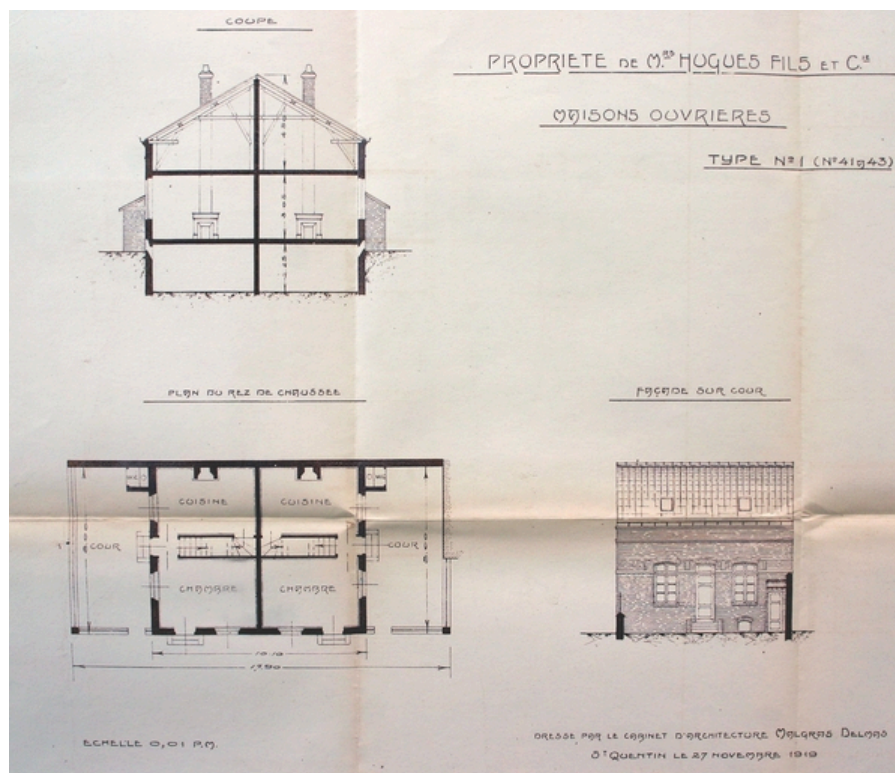 COUPE
PROPRIETE DE M.RS HUGUES FILS ET C.IE
MAISONS OUVRIERES
TYPE N°1 (N°41 à 43)
PLAN DU REZ DE CHAUSSEE
FAÇADE SUR COUR
CUISINE CUISINE
COUR COUR
CHAMBRE CHAMBRE
ECHELLE 0,01 P.M.
DRESSE PAR LE CABINET D'ARCHITECTURE MALGRAS DELMAS
ST QUENTIN LE 27 NOVEMBRE 1919